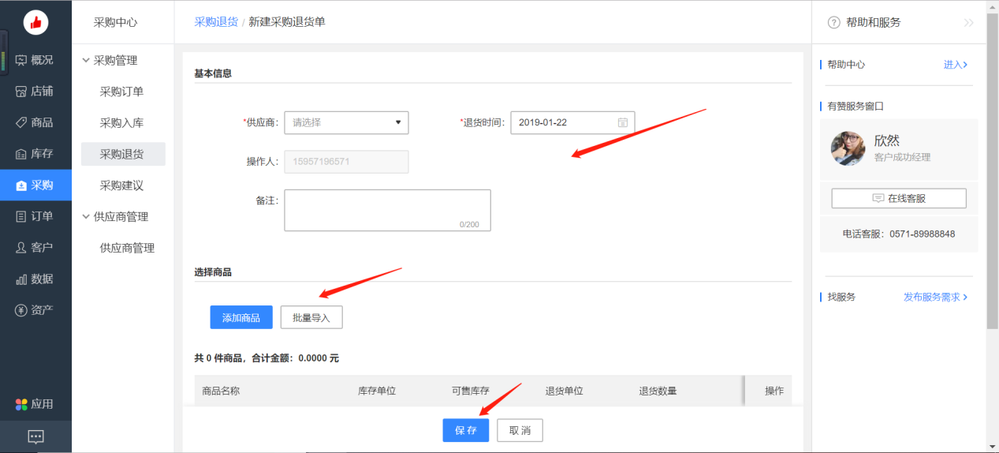 采购中心
采购退货 / 新建采购退货单
帮助和服务
概况
店铺
商品
库存
采购
订单
客户
数据
资产
应用
采购管理
采购订单
采购入库
采购退货
采购建议
供应商管理
供应商管理
基本信息
*供应商： 请选择
*退货时间： 2019-01-22
操作人： 15957196571
备注：
0/200
选择商品
添加商品 批量导入
共 0 件商品，合计金额：0.0000 元
商品名称 库存单位 可售库存 退货单位 退货数量 操作
保存 取消
帮助中心 进入
有赞服务窗口
欣然
客户成功经理
在线客服
电话客服：0571-89988848
找服务 发布服务需求